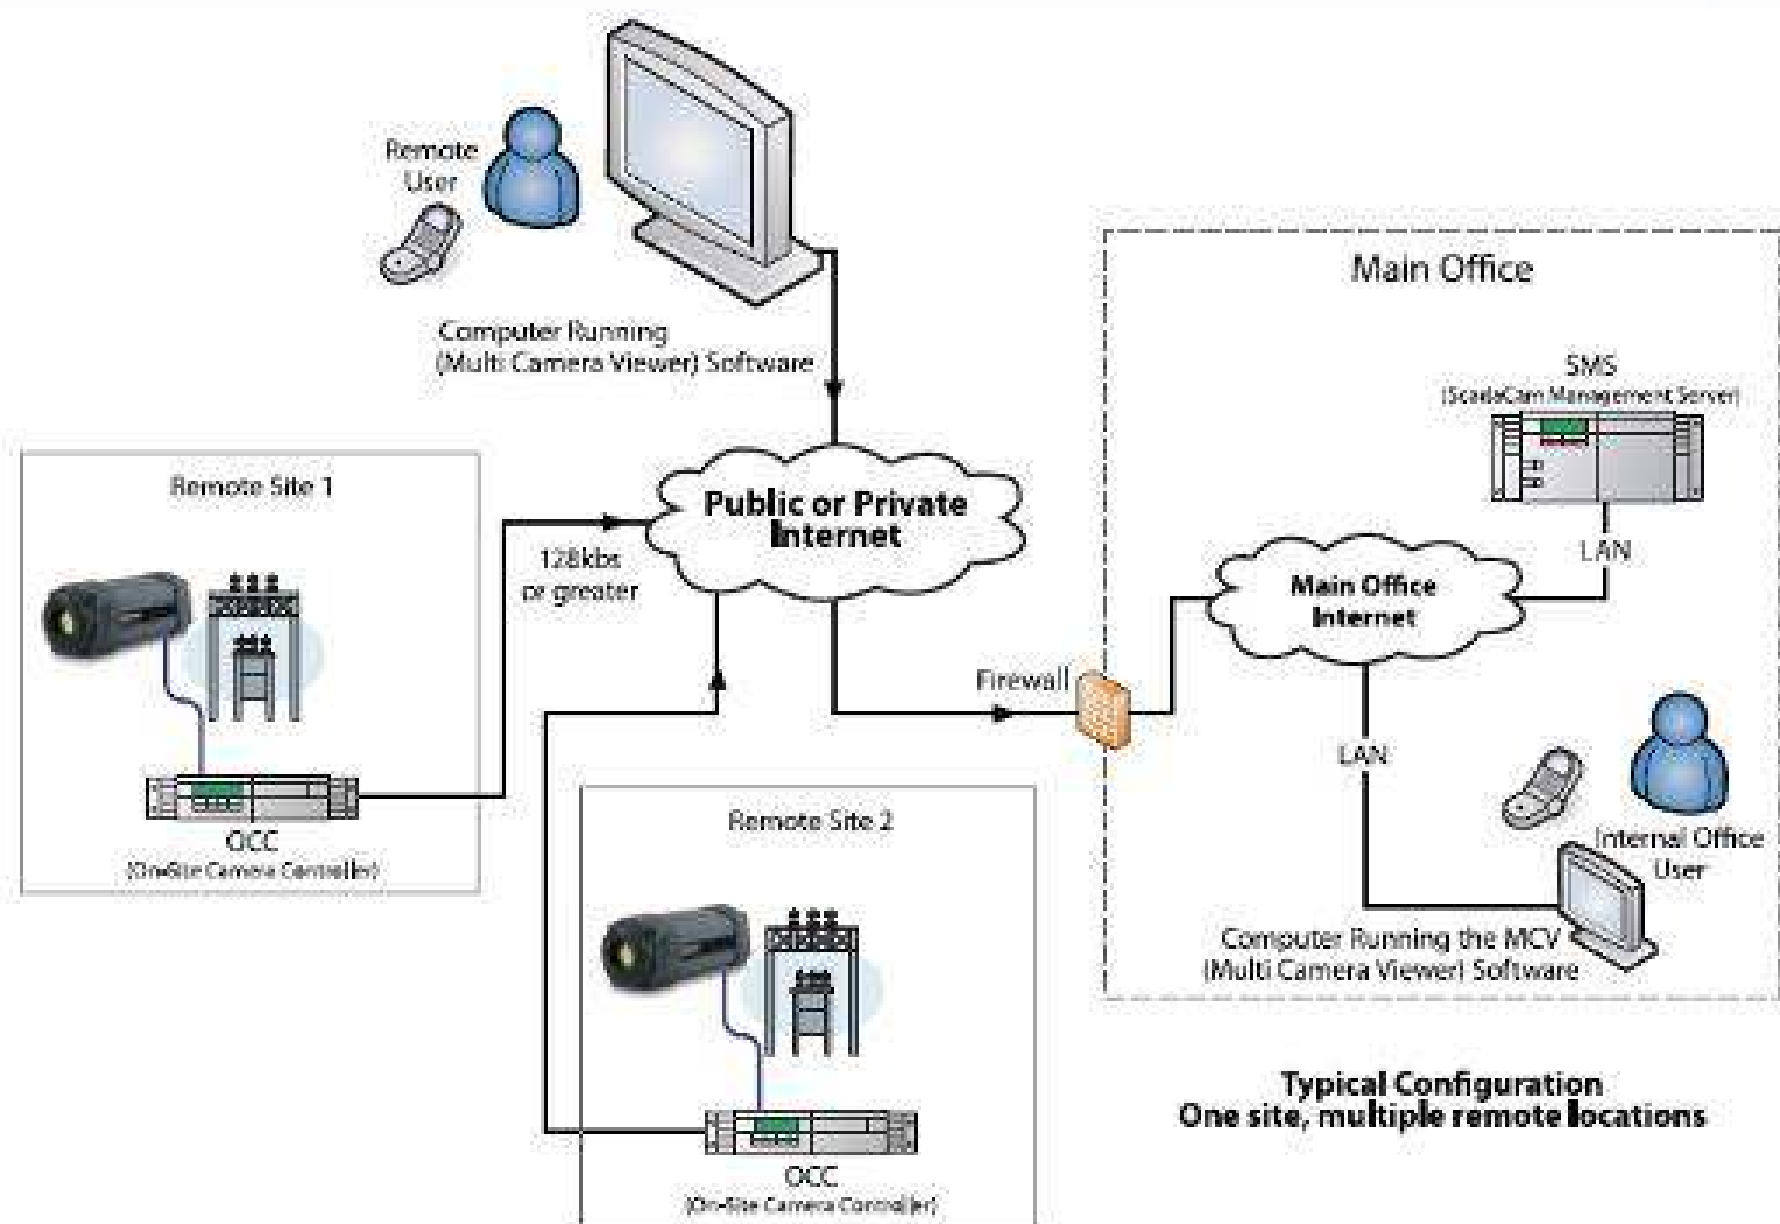 Remote
User
Computer Running
(Multi Camera Viewer) Software
Main Office
SMS
(ScadaCam Management Server)
Remote Site 1
Public or Private
Internet
128kbs
or greater
LAN
Main Office
Internet
Firewall
LAN
OCC
(On-Site Camera Controller)
Remote Site 2
Internal Office
User
Computer Running the MCV
(Multi Camera Viewer) Software
Typical Configuration
One site, multiple remote locations
OCC
(On-Site Camera Controller)